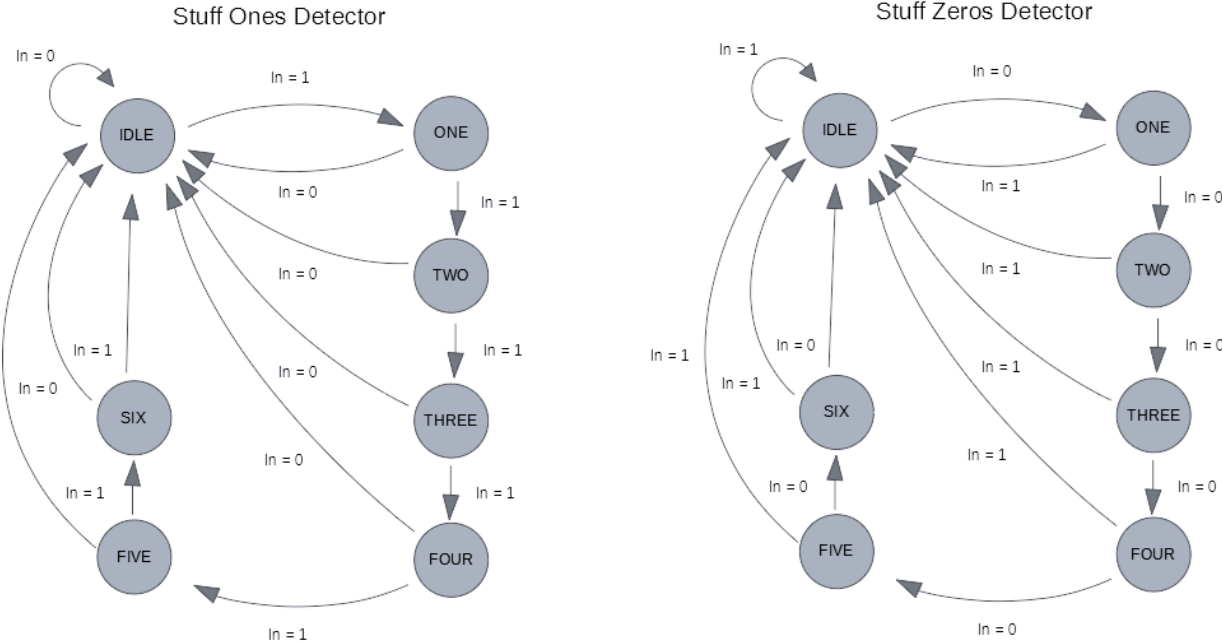 Stuff Ones Detector
In = 0
In = 1
IDLE
ONE
In = 0
In = 1
TWO
In = 0
In = 1
In = 1
In = 0
In = 0
SIX
THREE
In = 0
In = 1
In = 1
FIVE
FOUR
In = 1
Stuff Zeros Detector
In = 1
In = 0
IDLE
ONE
In = 1
In = 0
TWO
In = 1
In = 0
In = 0
In = 1
In = 1
In = 1
SIX
THREE
In = 1
In = 0
In = 0
FIVE
FOUR
In = 0